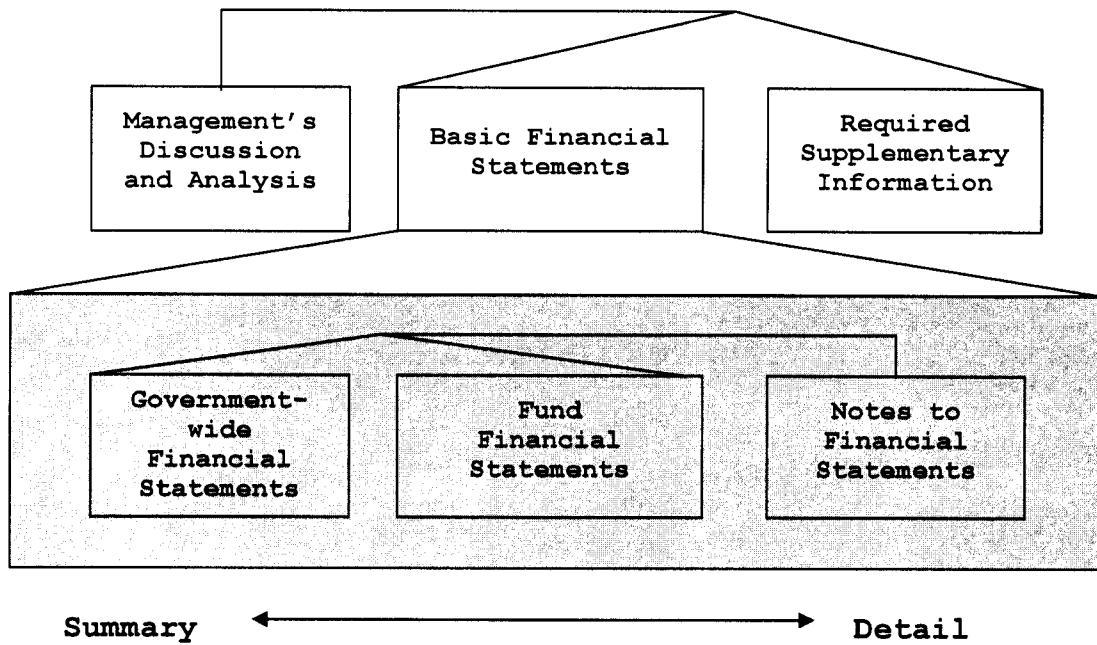 Management's
Discussion
and Analysis
Basic Financial
Statements
Required
Supplementary
Information
Government-
wide
Financial
Statements
Fund
Financial
Statements
Notes to
Financial
Statements
Summary
Detail